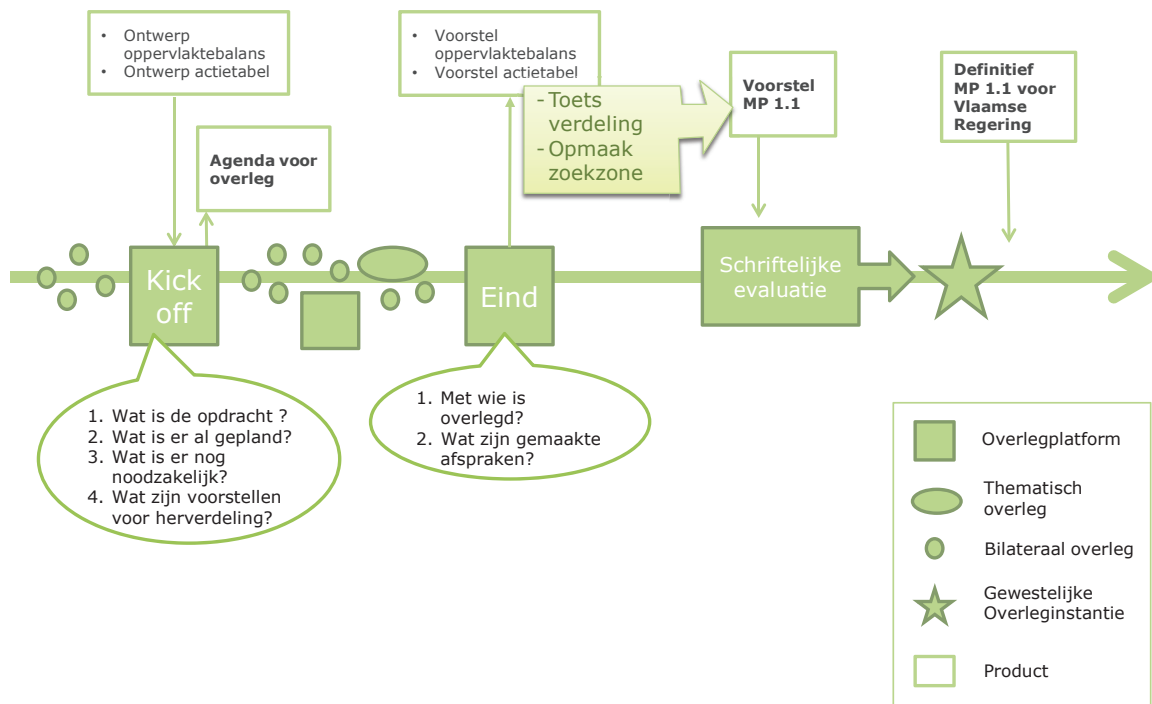 • Ontwerp
oppervlaktebalans
• Ontwerp actietabel
• Voorstel
oppervlaktebalans
• Voorstel actietabel
- Toets
verdeling
- Opmaak
zoekzone
Voorstel
MP 1.1
Definitief
MP 1.1 voor
Vlaamse
Regering
Agenda voor
overleg
Kick
off
Eind
Schriftelijke
evaluatie
1. Wat is de opdracht ?
2. Wat is er al gepland?
3. Wat is er nog
noodzakelijk?
4. Wat zijn voorstellen
voor herverdeling?
1. Met wie is
overlegd?
2. Wat zijn gemaakte
afspraken?
Overlegplatform
Thematisch
overleg
Bilateraal overleg
Gewestelijke
Overleginstantie
Product